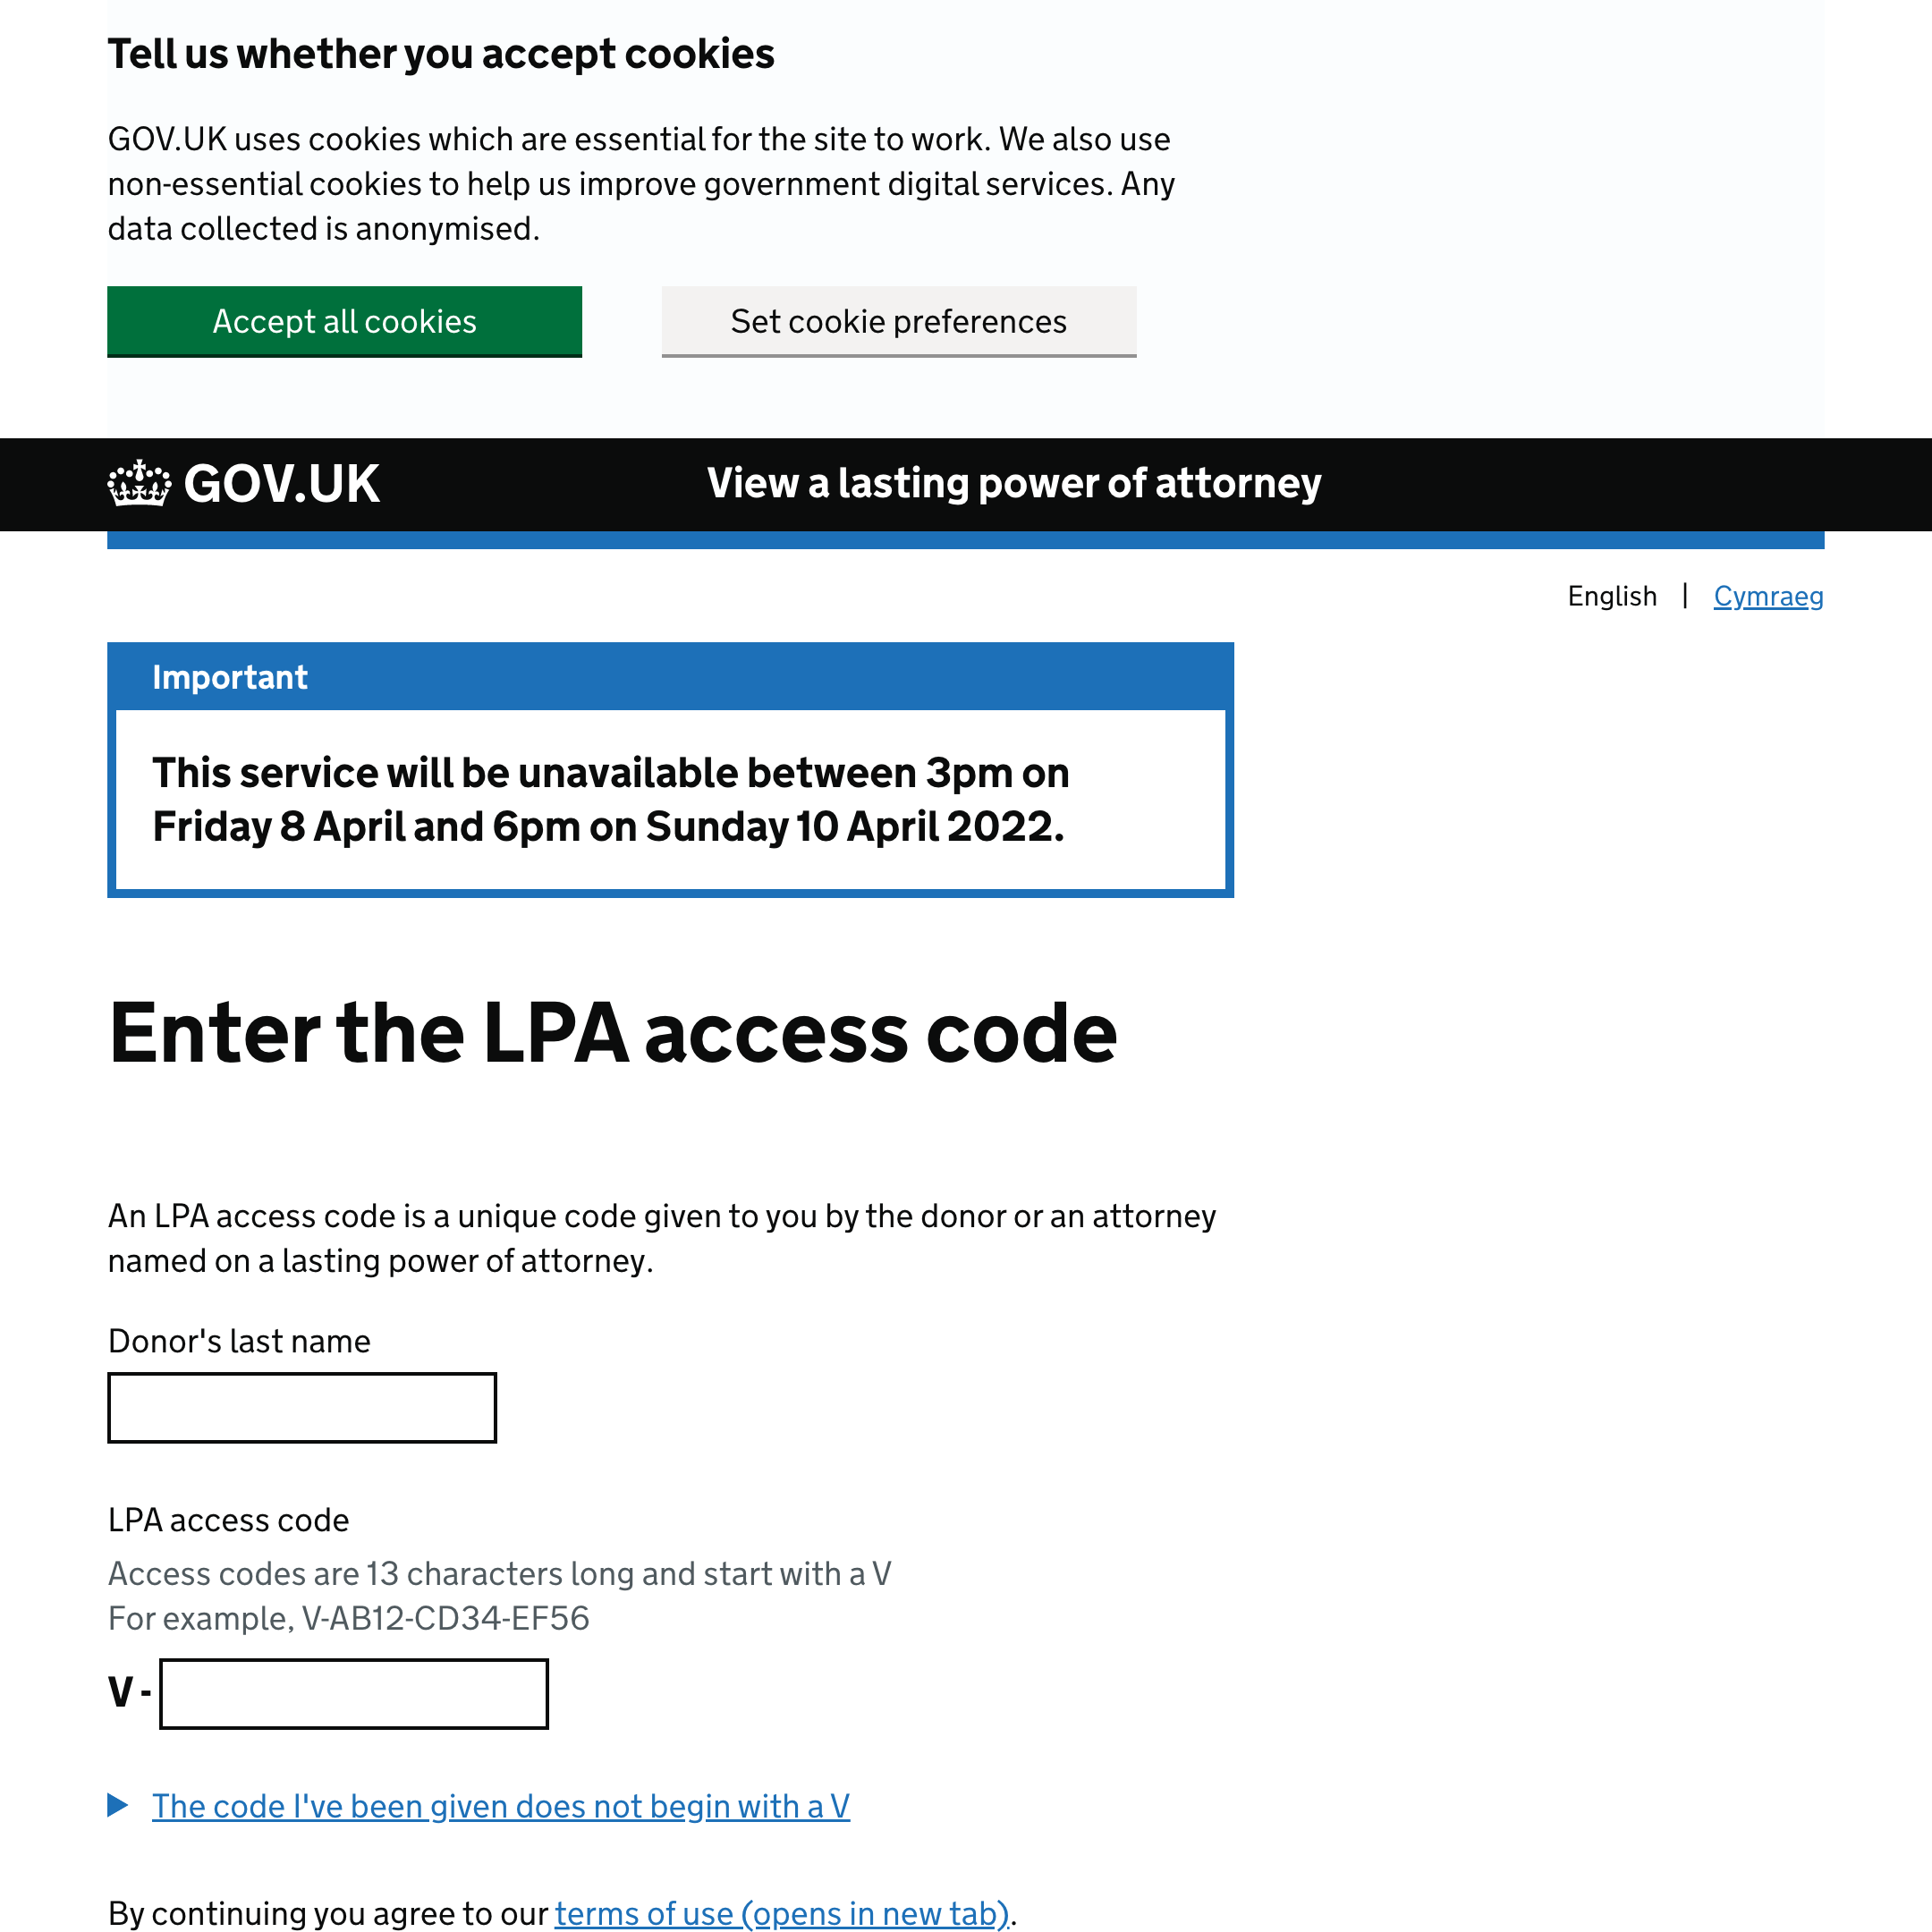 Tell us whether you accept cookies
GOV.UK uses cookies which are essential for the site to work. We also use
non-essential cookies to help us improve government digital services. Any
data collected is anonymised.
Accept all cookies
Set cookie preferences
GOV.UK
View a lasting power of attorney
English | Cymraeg
Important
This service will be unavailable between 3pm on
Friday 8 April and 6pm on Sunday 10 April 2022.
Enter the LPA access code
An LPA access code is a unique code given to you by the donor or an attorney
named on a lasting power of attorney.
Donor's last name
LPA access code
Access codes are 13 characters long and start with a V
For example, V-AB12-CD34-EF56
V -
The code I've been given does not begin with a V
By continuing you agree to our terms of use (opens in new tab).